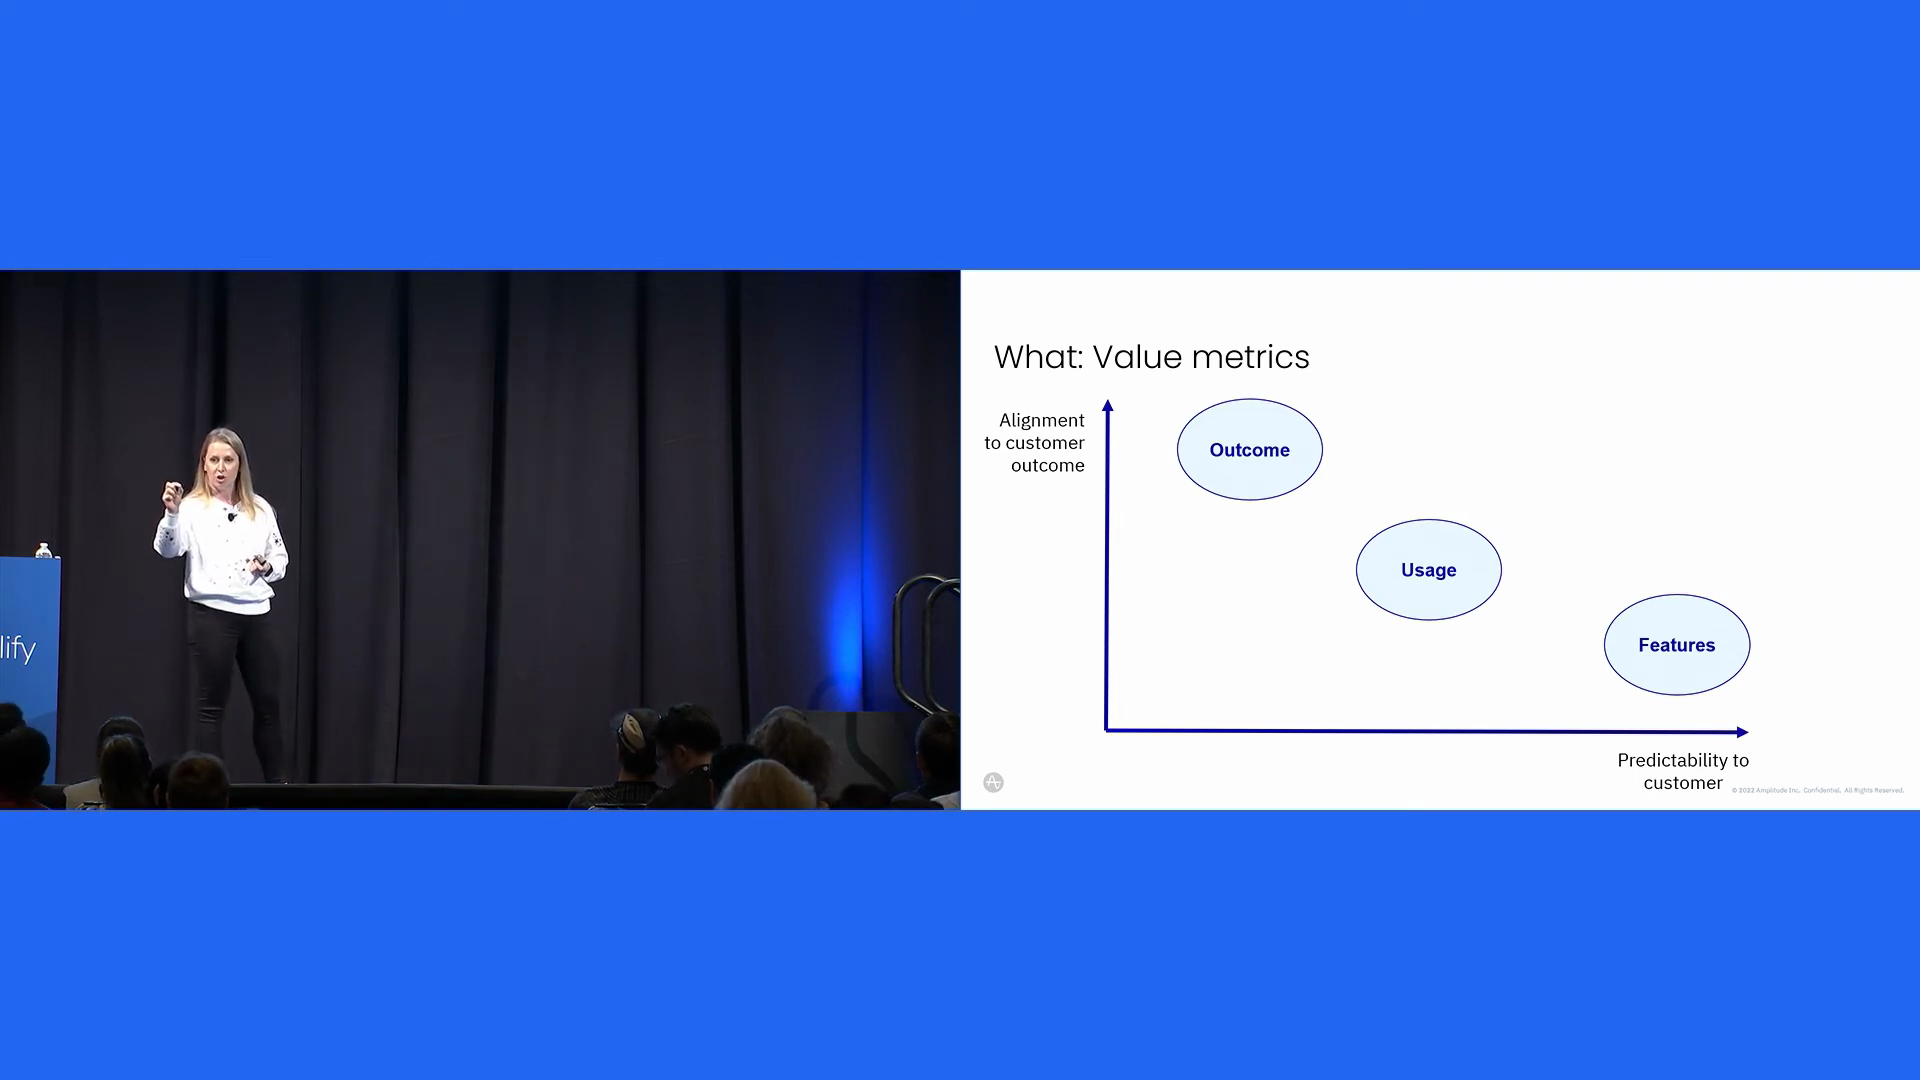 lify
What: Value metrics
Alignment
to customer
outcome
Outcome
Usage
Features
Predictability to
customer
© 2022 Amplitude Inc. Confidential. All Rights Reserved.